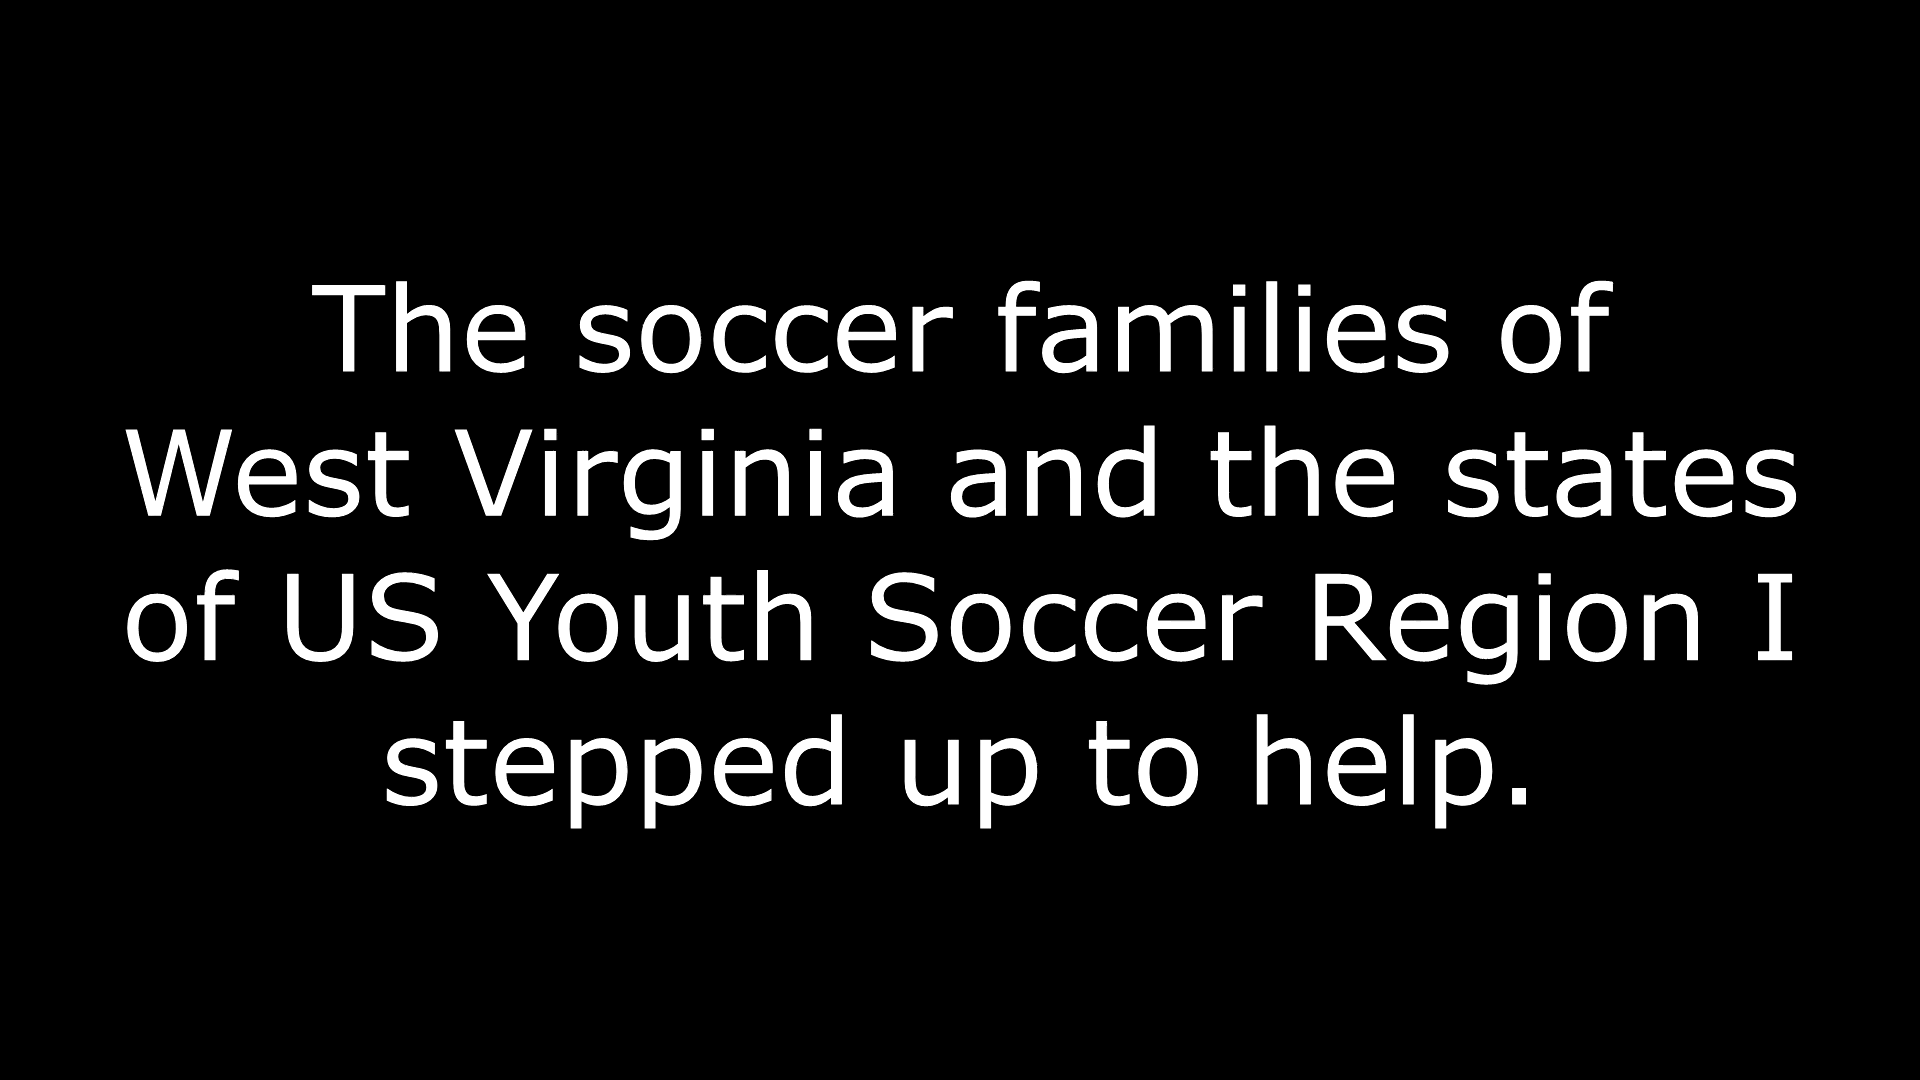 The soccer families of
West Virginia and the states
of US Youth Soccer Region I
stepped up to help.